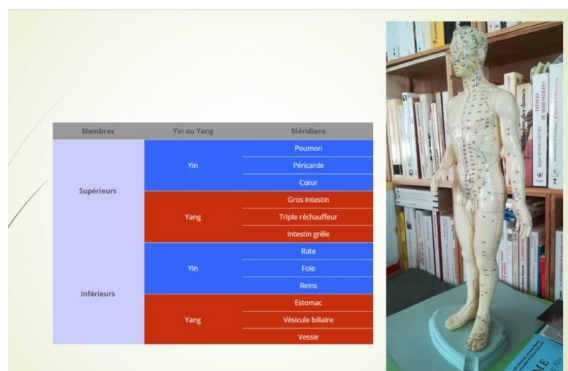 Membres Yin ou Yang Méridiens
Supérieurs
Yin
Poumon
Péricarde
Cœur
Yang
Gros intestin
Triple réchauffeur
Intestin grêle
Inférieurs
Yin
Rate
Foie
Reins
Yang
Estomac
Vésicule biliaire
Vessie